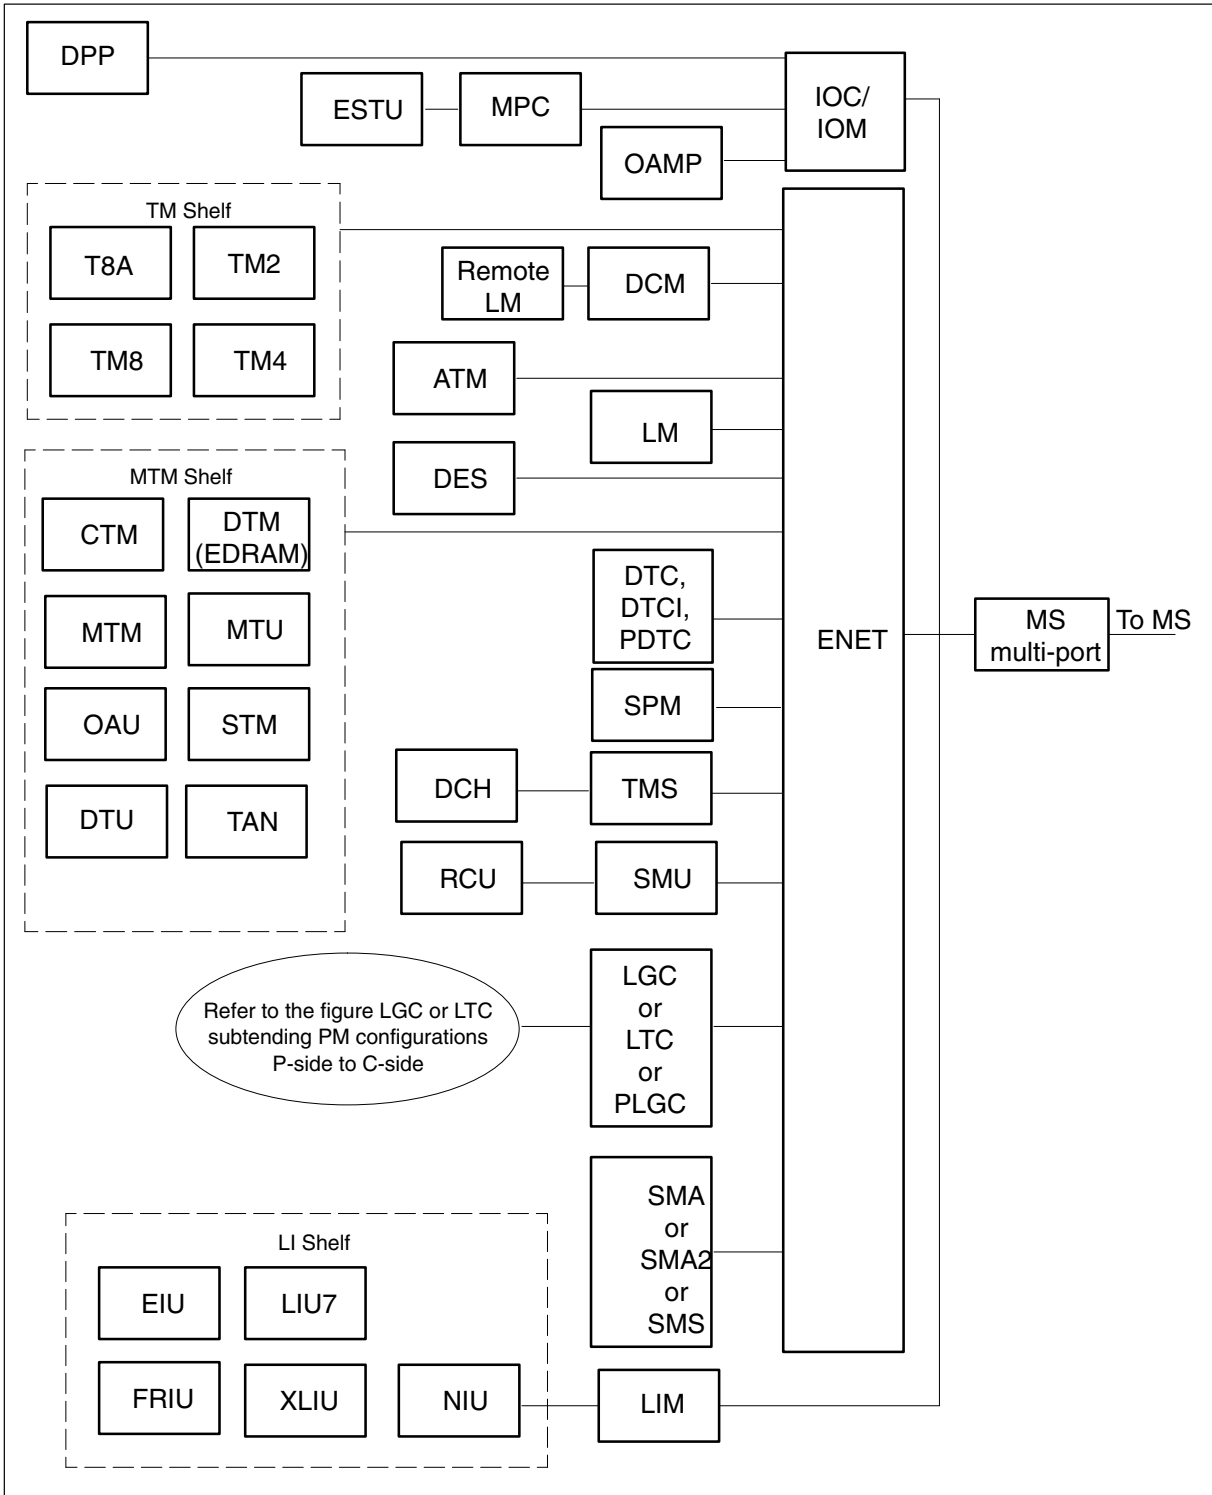 DPP
ESTU
MPC
IOC/
IOM
OAMP
TM Shelf
T8A
TM2
TM8
TM4
Remote
LM
DCM
ATM
LM
DES
MTM Shelf
CTM
DTM
(EDRAM)
MTM
MTU
OAU
STM
DTU
TAN
DTC,
DTCI,
PDTC
SPM
DCH
TMS
RCU
SMU
ENET
MS
multi-port
To MS
Refer to the figure LGC or LTC
subtending PM configurations
P-side to C-side
LGC
or
LTC
or
PLGC
SMA
or
SMA2
or
SMS
LI Shelf
EIU
LIU7
FRIU
XLIU
NIU
LIM